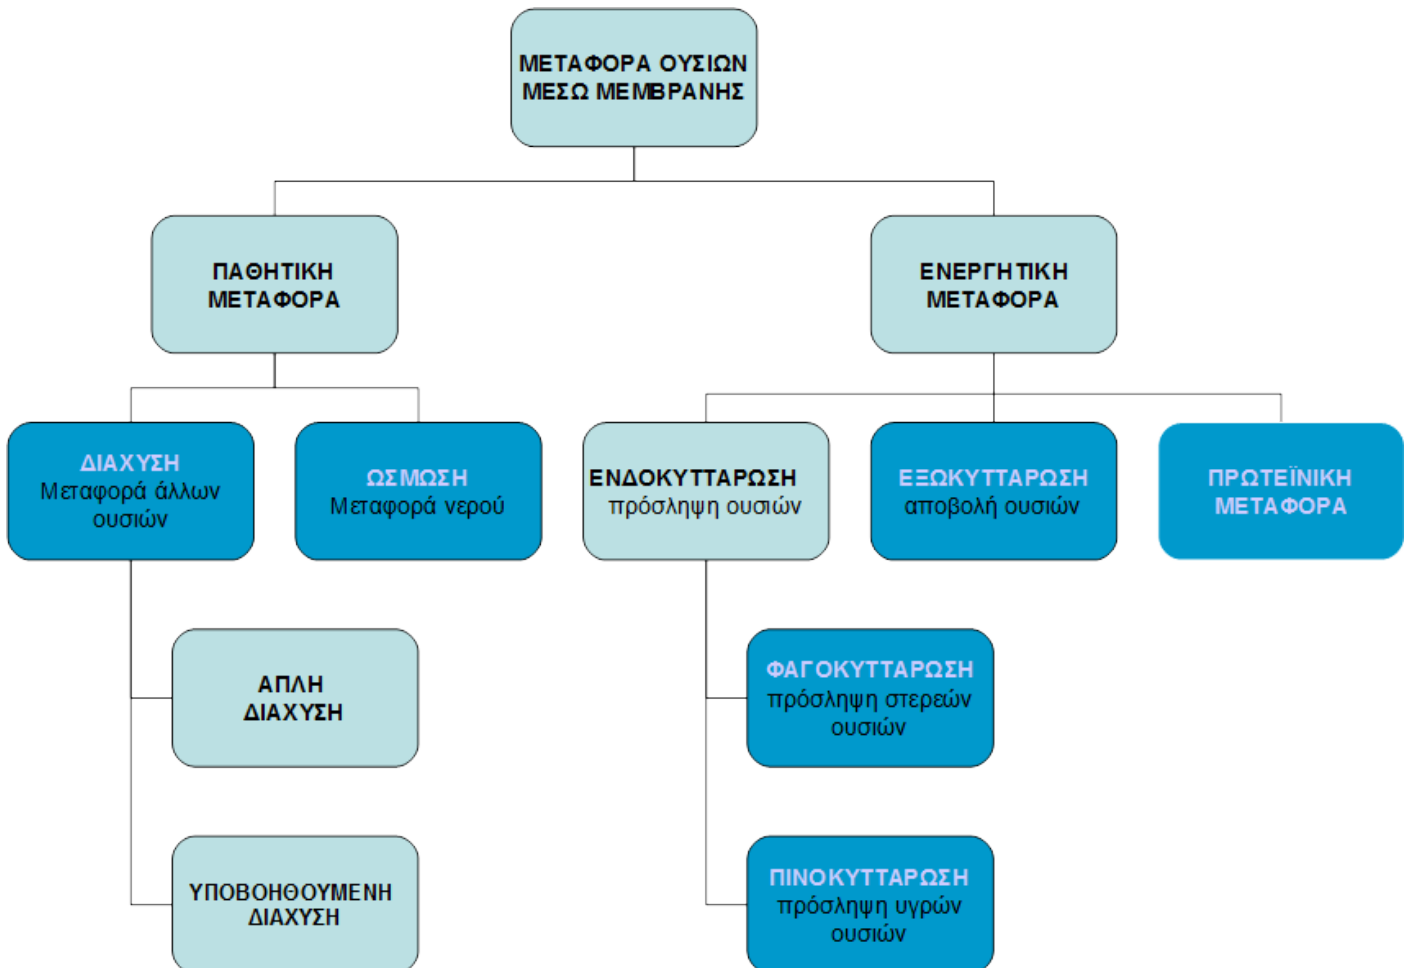 ΜΕΤΑΦΟΡΑ ΟΥΣΙΩΝ
ΜΕΣΩ ΜΕΜΒΡΑΝΗΣ
ΠΑΘΗΤΙΚΗ
ΜΕΤΑΦΟΡΑ
ΕΝΕΡΓΗΤΙΚΗ
ΜΕΤΑΦΟΡΑ
ΔΙΑΧΥΣΗ
Μεταφορά άλλων
ουσιών
ΩΣΜΩΣΗ
Μεταφορά νερού
ΕΝΔΟΚΥΤΤΑΡΩΣΗ
πρόσληψη ουσιών
ΕΞΩΚΥΤΤΑΡΩΣΗ
αποβολή ουσιών
ΠΡΩΤΕΪΝΙΚΗ
ΜΕΤΑΦΟΡΑ
ΑΠΛΗ
ΔΙΑΧΥΣΗ
ΦΑΓΟΚΥΤΤΑΡΩΣΗ
πρόσληψη στερεών
ουσιών
ΥΠΟΒΟΗΘΟΥΜΕΝΗ
ΔΙΑΧΥΣΗ
ΠΙΝΟΚΥΤΤΑΡΩΣΗ
πρόσληψη υγρών
ουσιών